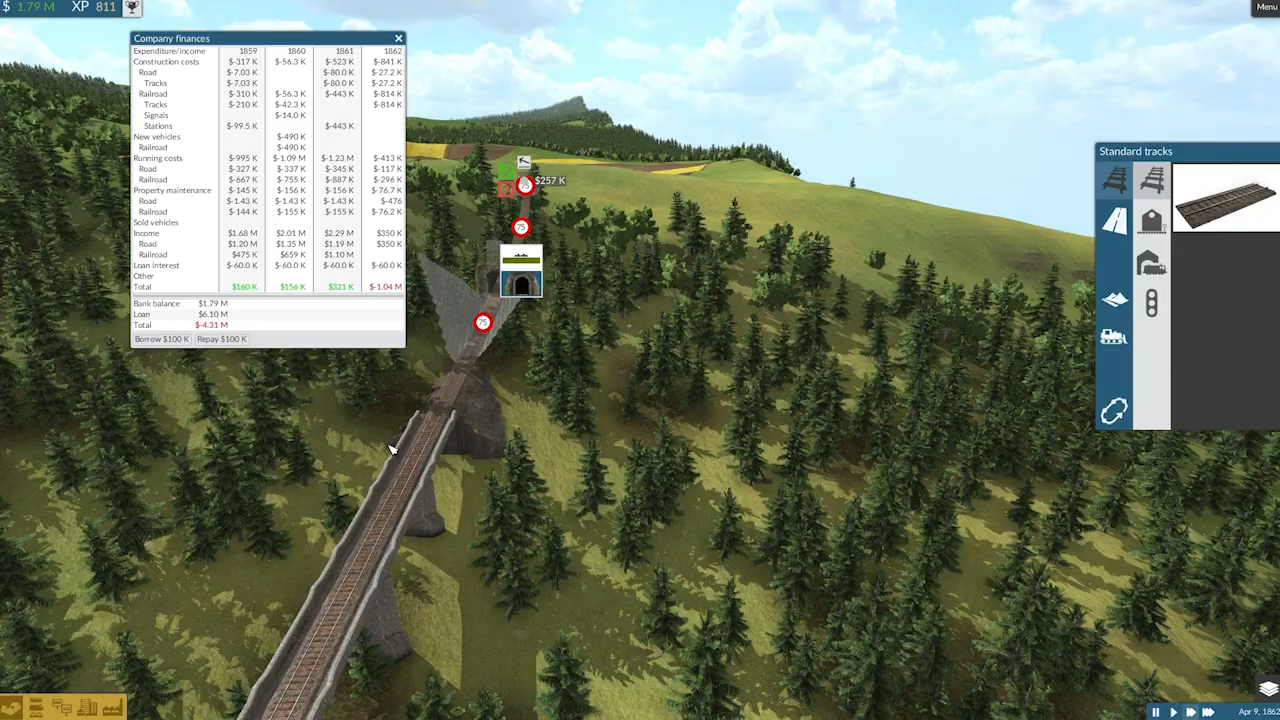 $ 1.79 M XP 811
Menu
Company finances
Expenditure/income 1859 1860 1861 1862
Construction costs $-317 K $-56.3 K $-523 K $-841 K
Road $-7.03 K $-80.0 K $-27.2 K
Tracks $-7.03 K $-80.0 K $-27.2 K
Railroad $-310 K $-56.3 K $-443 K $-814 K
Tracks $-210 K $-42.3 K $-814 K
Signals $-14.0 K
Stations $-99.5 K $-443 K
New vehicles $-490 K
Railroad $-490 K
Running costs $-995 K $-1.09 M $-1.23 M $-413 K
Road $-327 K $-337 K $-345 K $-117 K
Railroad $-667 K $-755 K $-887 K $-296 K
Property maintenance $-145 K $-156 K $-156 K $-76.7 K
Road $-1.43 K $-1.43 K $-1.43 K $-476
Railroad $-144 K $-155 K $-155 K $-76.2 K
Sold vehicles
Income $1.68 M $2.01 M $2.29 M $350 K
Road $1.20 M $1.35 M $1.19 M $350 K
Railroad $475 K $659 K $1.10 M
Loan interest $-60.0 K $-60.0 K $-60.0 K $-60.0 K
Other
Total $160 K $156 K $321 K $-1.04 M
Bank balance $1.79 M
Loan $6.10 M
Total $-4.31 M
Borrow $100 K Repay $100 K
75 $257 K
75
75
Standard tracks
Apr 9, 1862